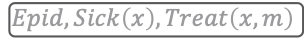 Epid, Sick(x), Treat(x, m)